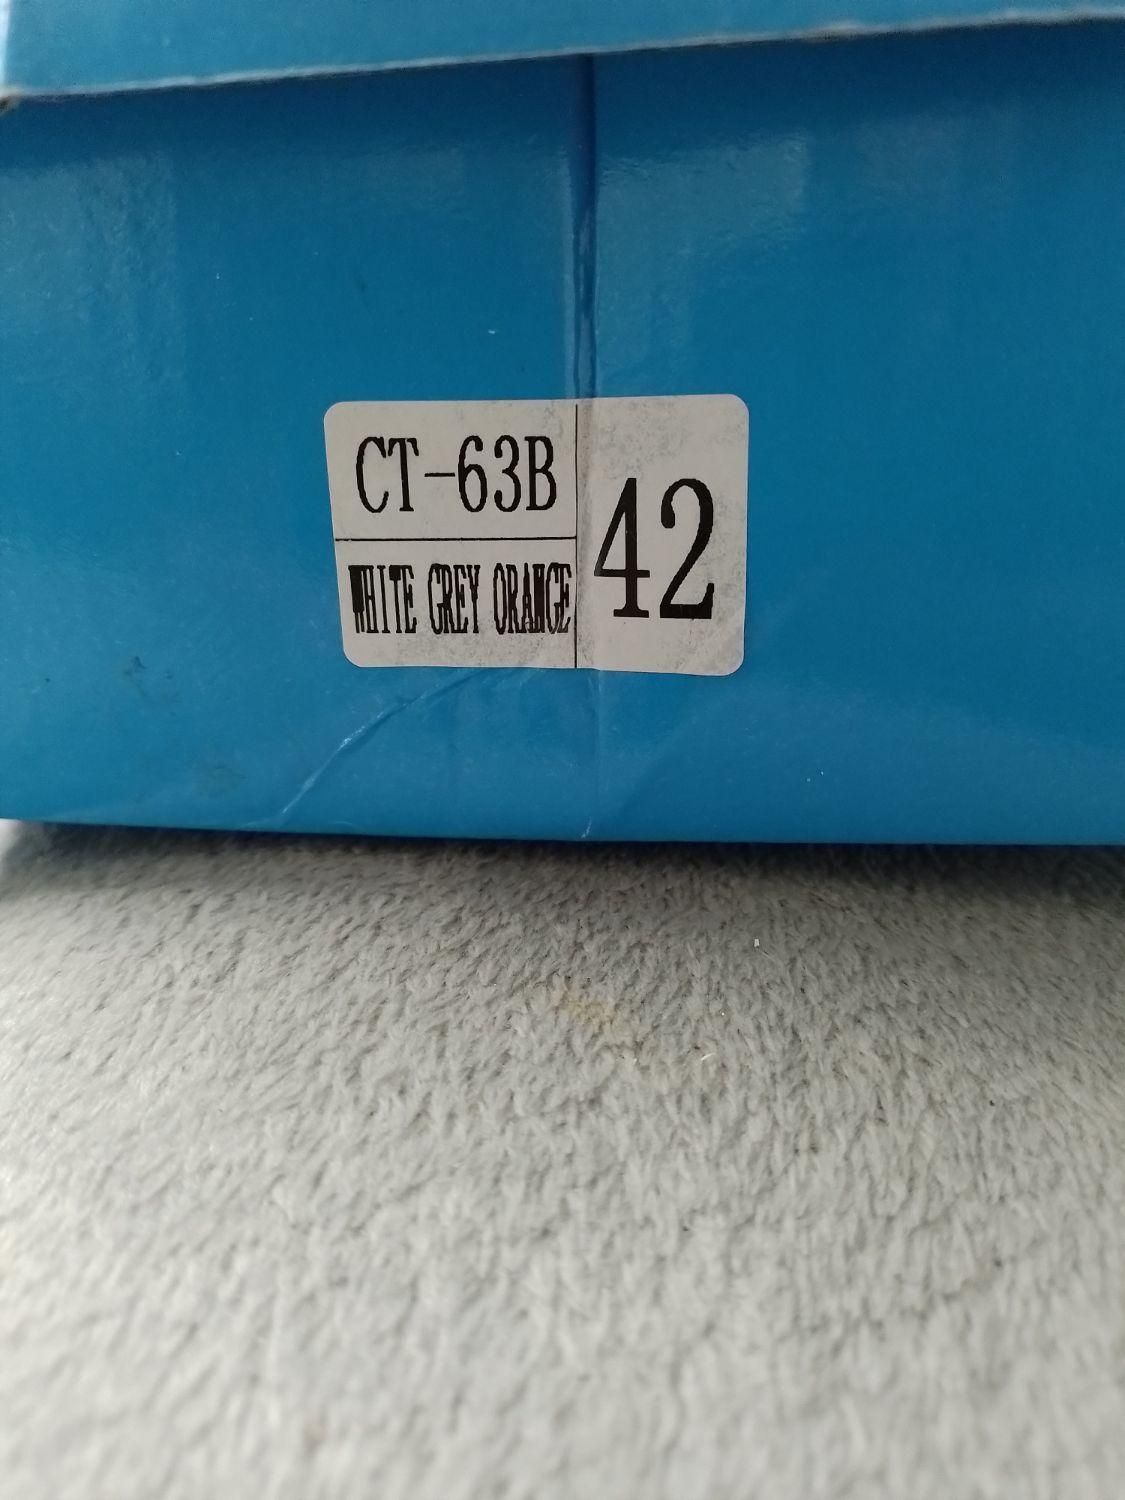 CT-63B
WHITE GREY ORANGE
42